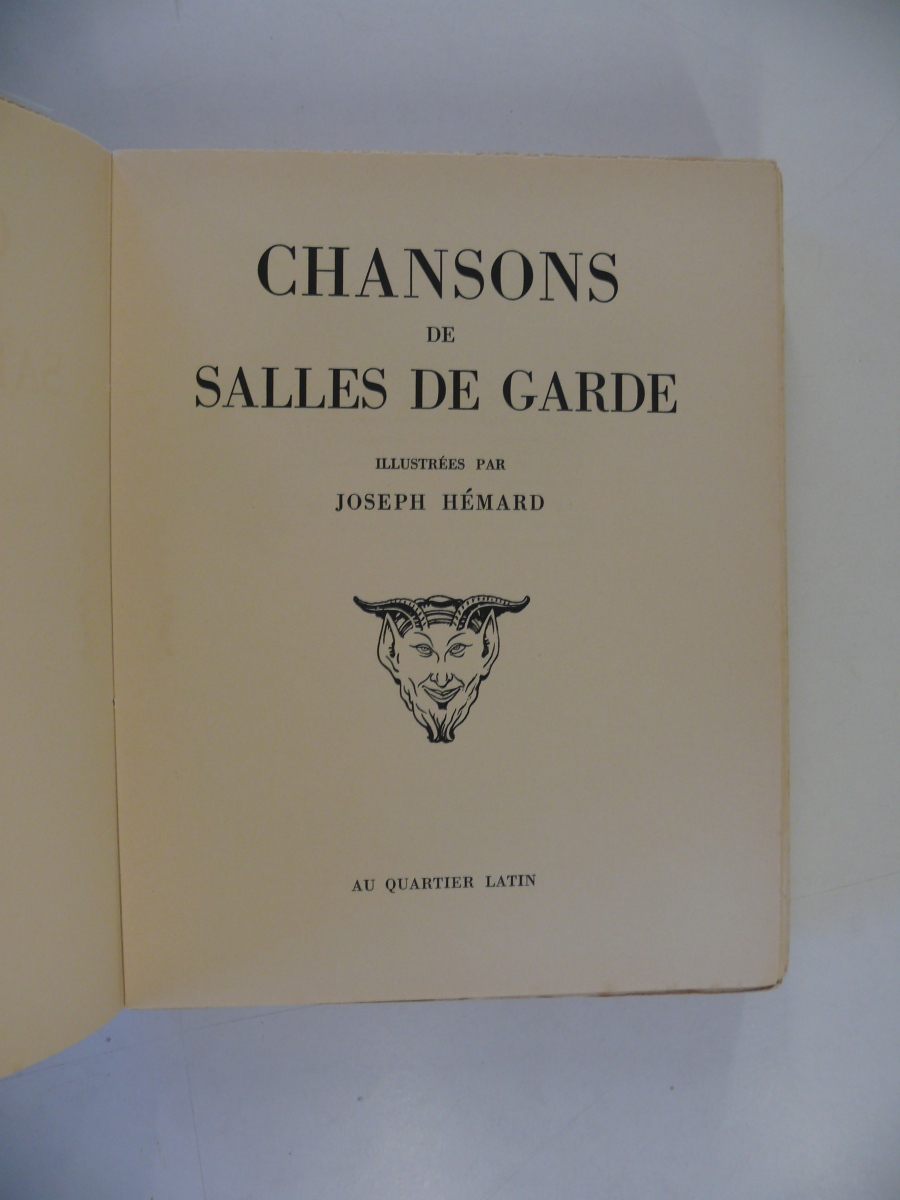 CHANSONS
DE
SALLES DE GARDE
ILLUSTRÉES PAR
JOSEPH HÉMARD
AU QUARTIER LATIN